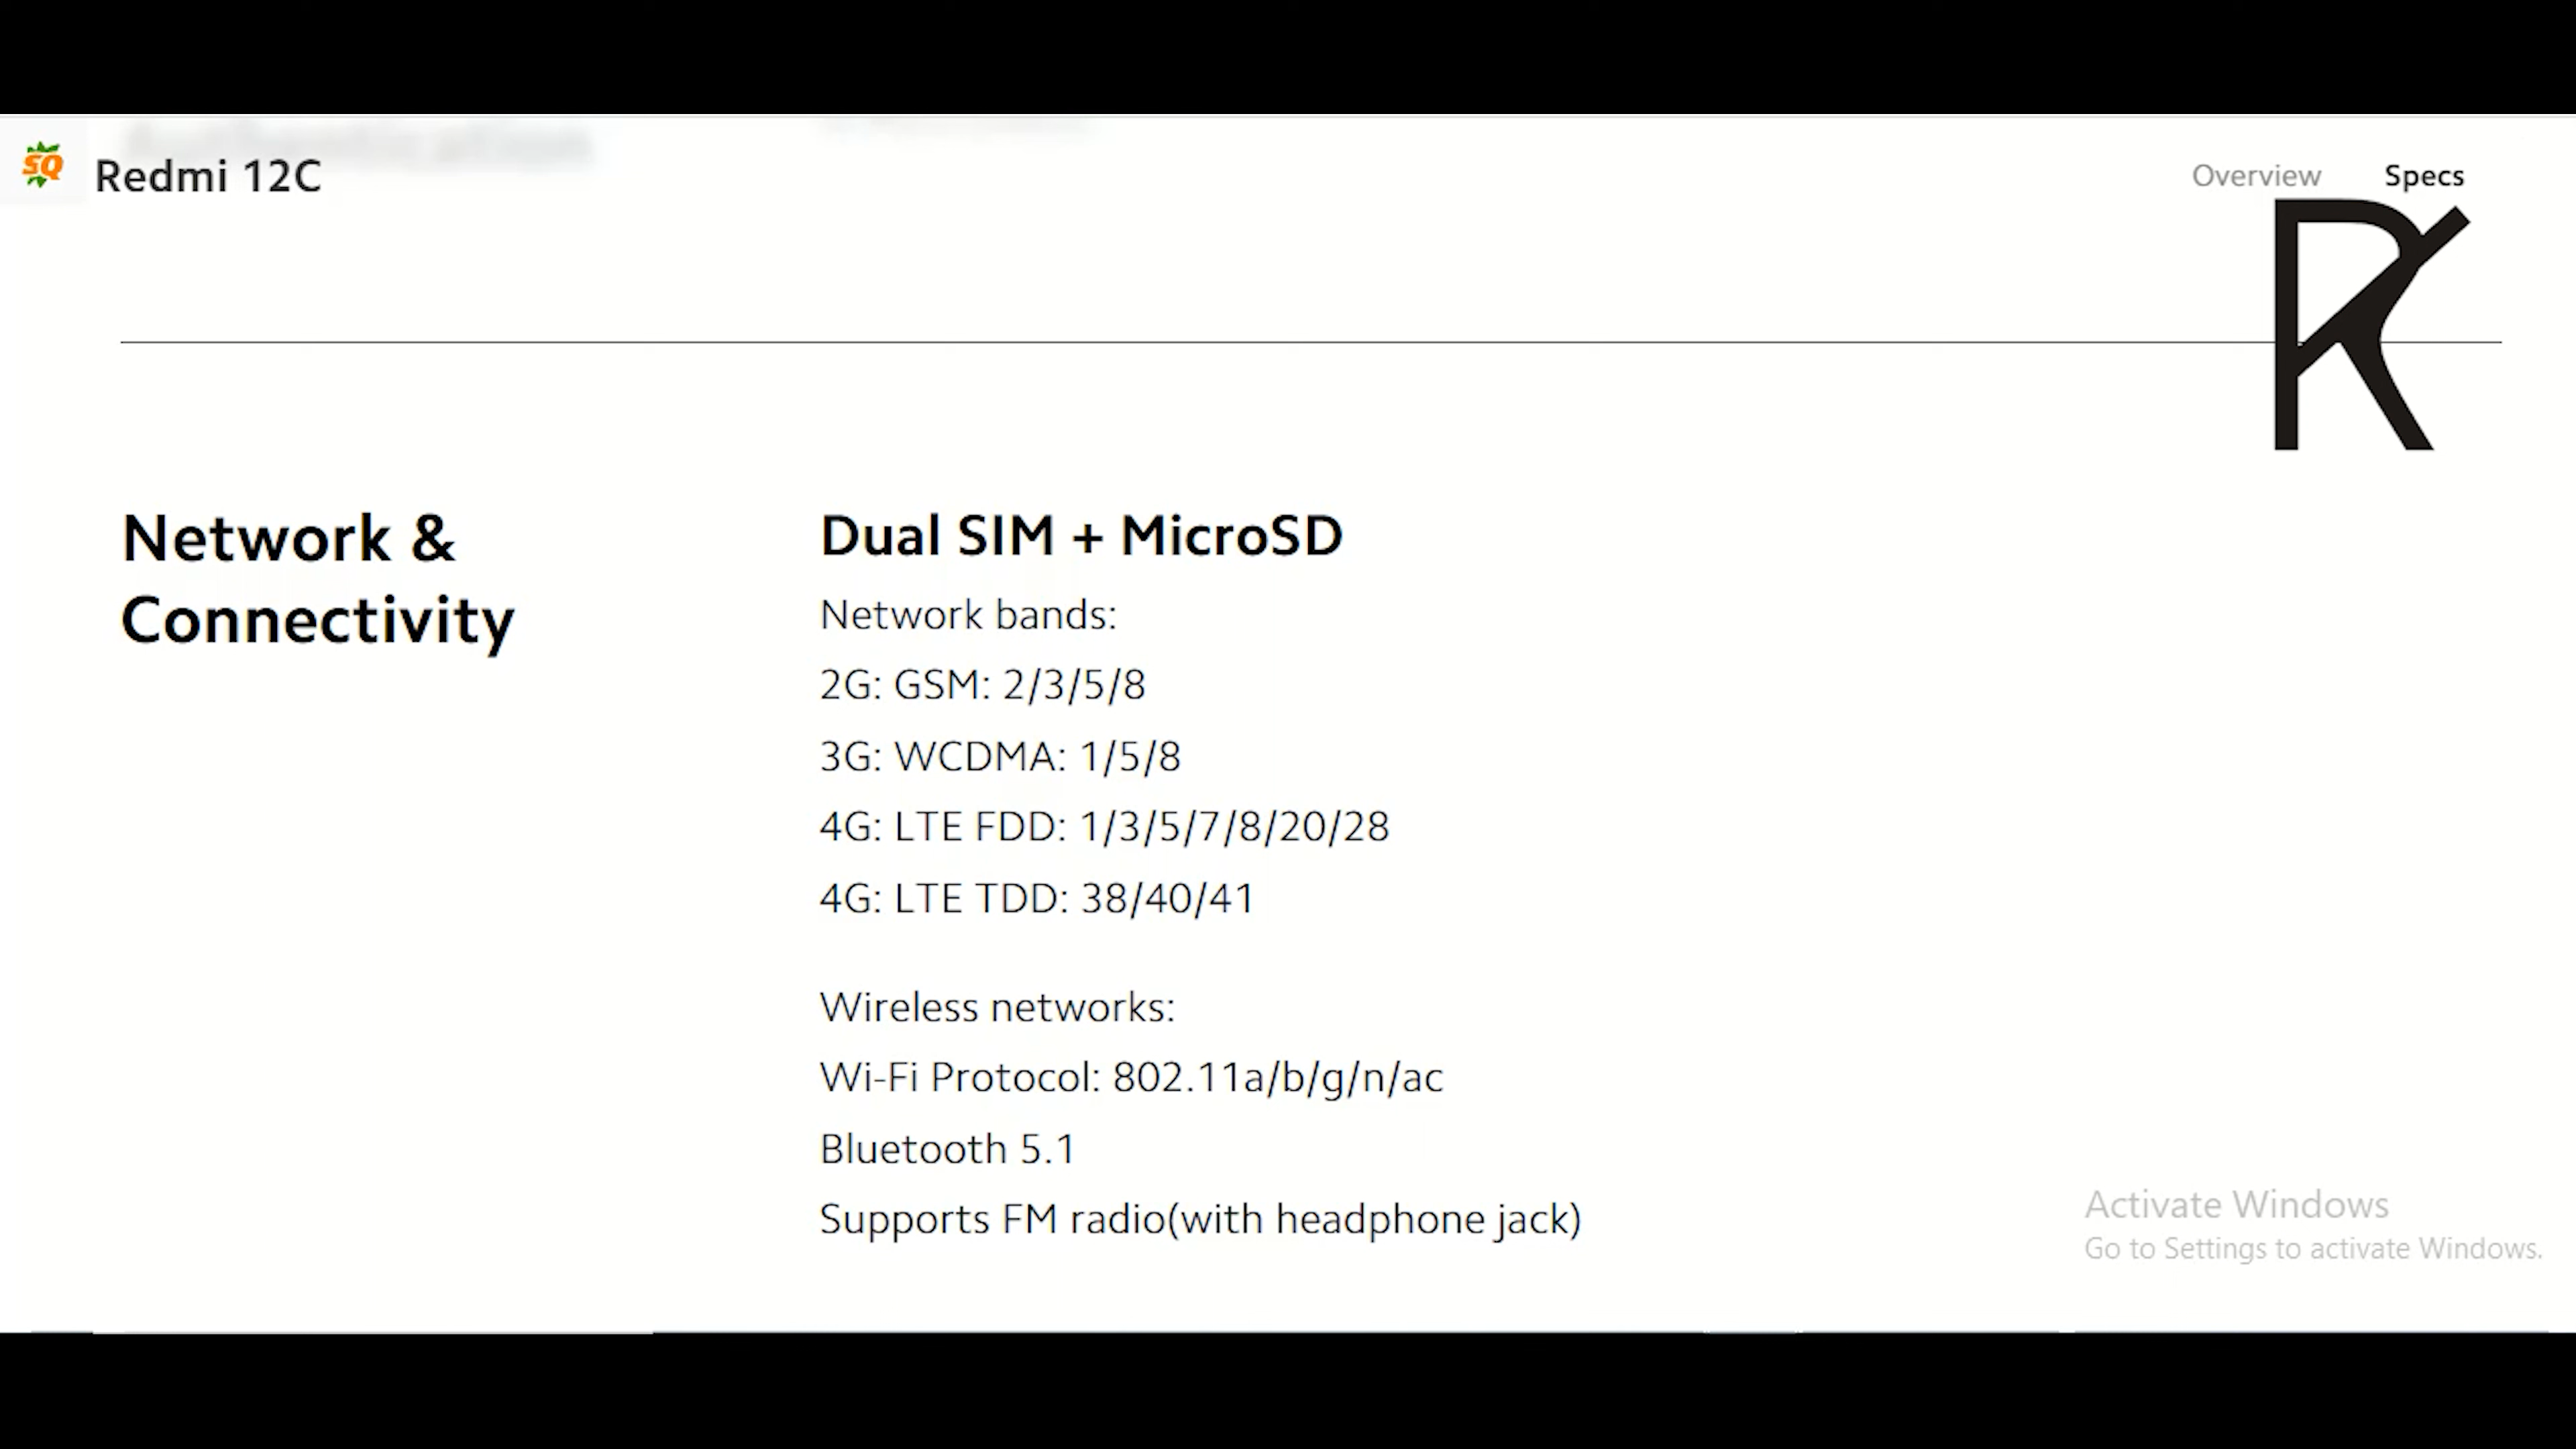 Authentication
SQ
Redmi 12C
Overview
Specs
Network &
Connectivity
Dual SIM + MicroSD
Network bands:
2G: GSM: 2/3/5/8
3G: WCDMA: 1/5/8
4G: LTE FDD: 1/3/5/7/8/20/28
4G: LTE TDD: 38/40/41
Wireless networks:
Wi-Fi Protocol: 802.11a/b/g/n/ac
Bluetooth 5.1
Supports FM radio(with headphone jack)
Activate Windows
Go to Settings to activate Windows.